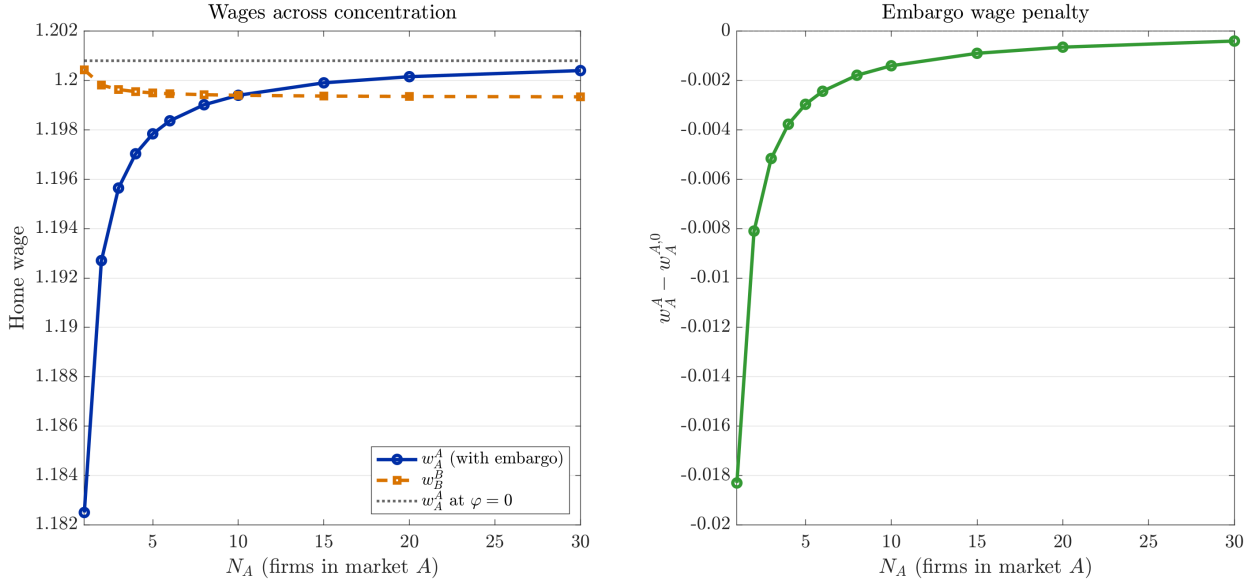 Wages across concentration
1.202
1.2
1.198
1.196
1.194
1.192
1.19
1.188
1.186
1.184
1.182
Home wage
5 10 15 20 25 30
N_A (firms in market A)
w_A^A (with embargo)
w_B^B
w_A^A at φ = 0
Embargo wage penalty
0
-0.002
-0.004
-0.006
-0.008
-0.01
-0.012
-0.014
-0.016
-0.018
-0.02
w_A^A − w_A^{A,0}
5 10 15 20 25 30
N_A (firms in market A)